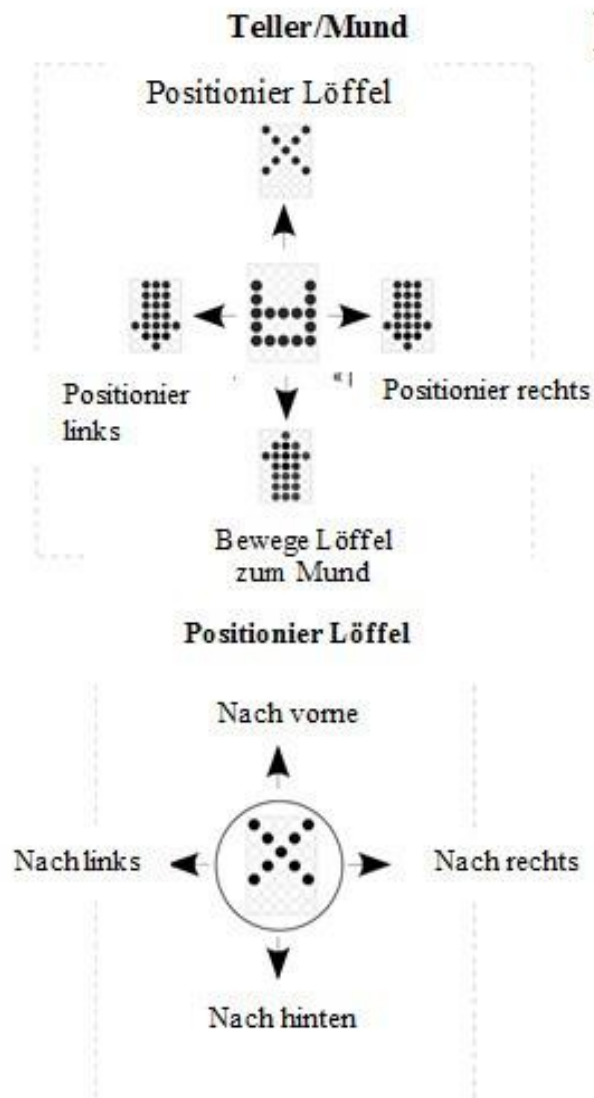 Teller/Mund
Positionier Löffel
Positionier
links
Positionier rechts
Bewege Löffel
zum Mund
Positionier Löffel
Nach vorne
Nach links
Nach rechts
Nach hinten